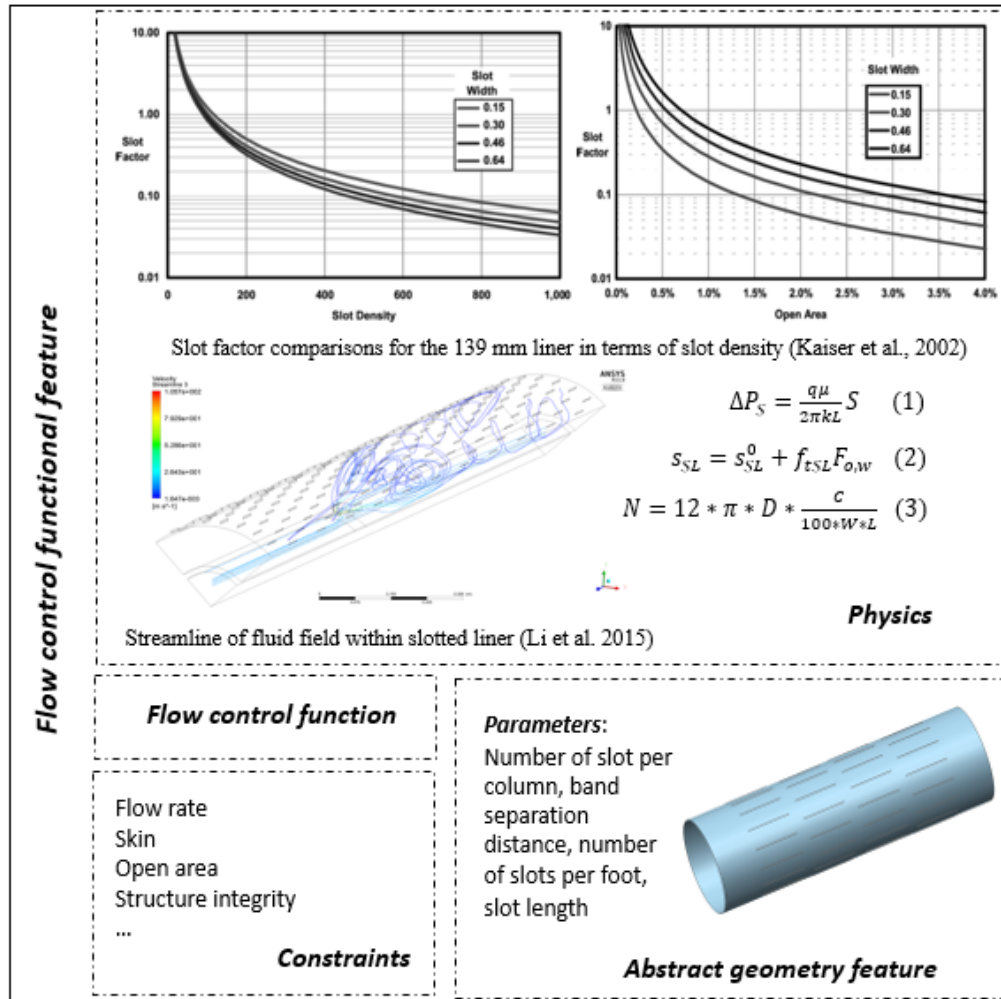 Flow control functional feature
10.00
1.00
0.10
0.01
Slot
Factor
Slot
Width
0.15
0.30
0.46
0.64
0
200
400
600
800
1,000
Slot Density
10
1
0.1
0.01
Slot
Factor
Slot Width
0.15
0.30
0.46
0.64
0.0%
0.5%
1.0%
1.5%
2.0%
2.5%
3.0%
3.5%
4.0%
Open Area
Slot factor comparisons for the 139 mm liner in terms of slot density (Kaiser et al., 2002)
Velocity
Streamline 3
ANSYS
[m s^-1]
ΔP_S = qμ/2πkL S (1)
s_SL = s_SL^0 + f_tSL F_o,w (2)
N = 12 * π * D * c/100*W*L (3)
Physics
Streamline of fluid field within slotted liner (Li et al. 2015)
Flow control function
Flow rate
Skin
Open area
Structure integrity
...
Constraints
Parameters:
Number of slot per
column, band
separation
distance, number
of slots per foot,
slot length
Abstract geometry feature